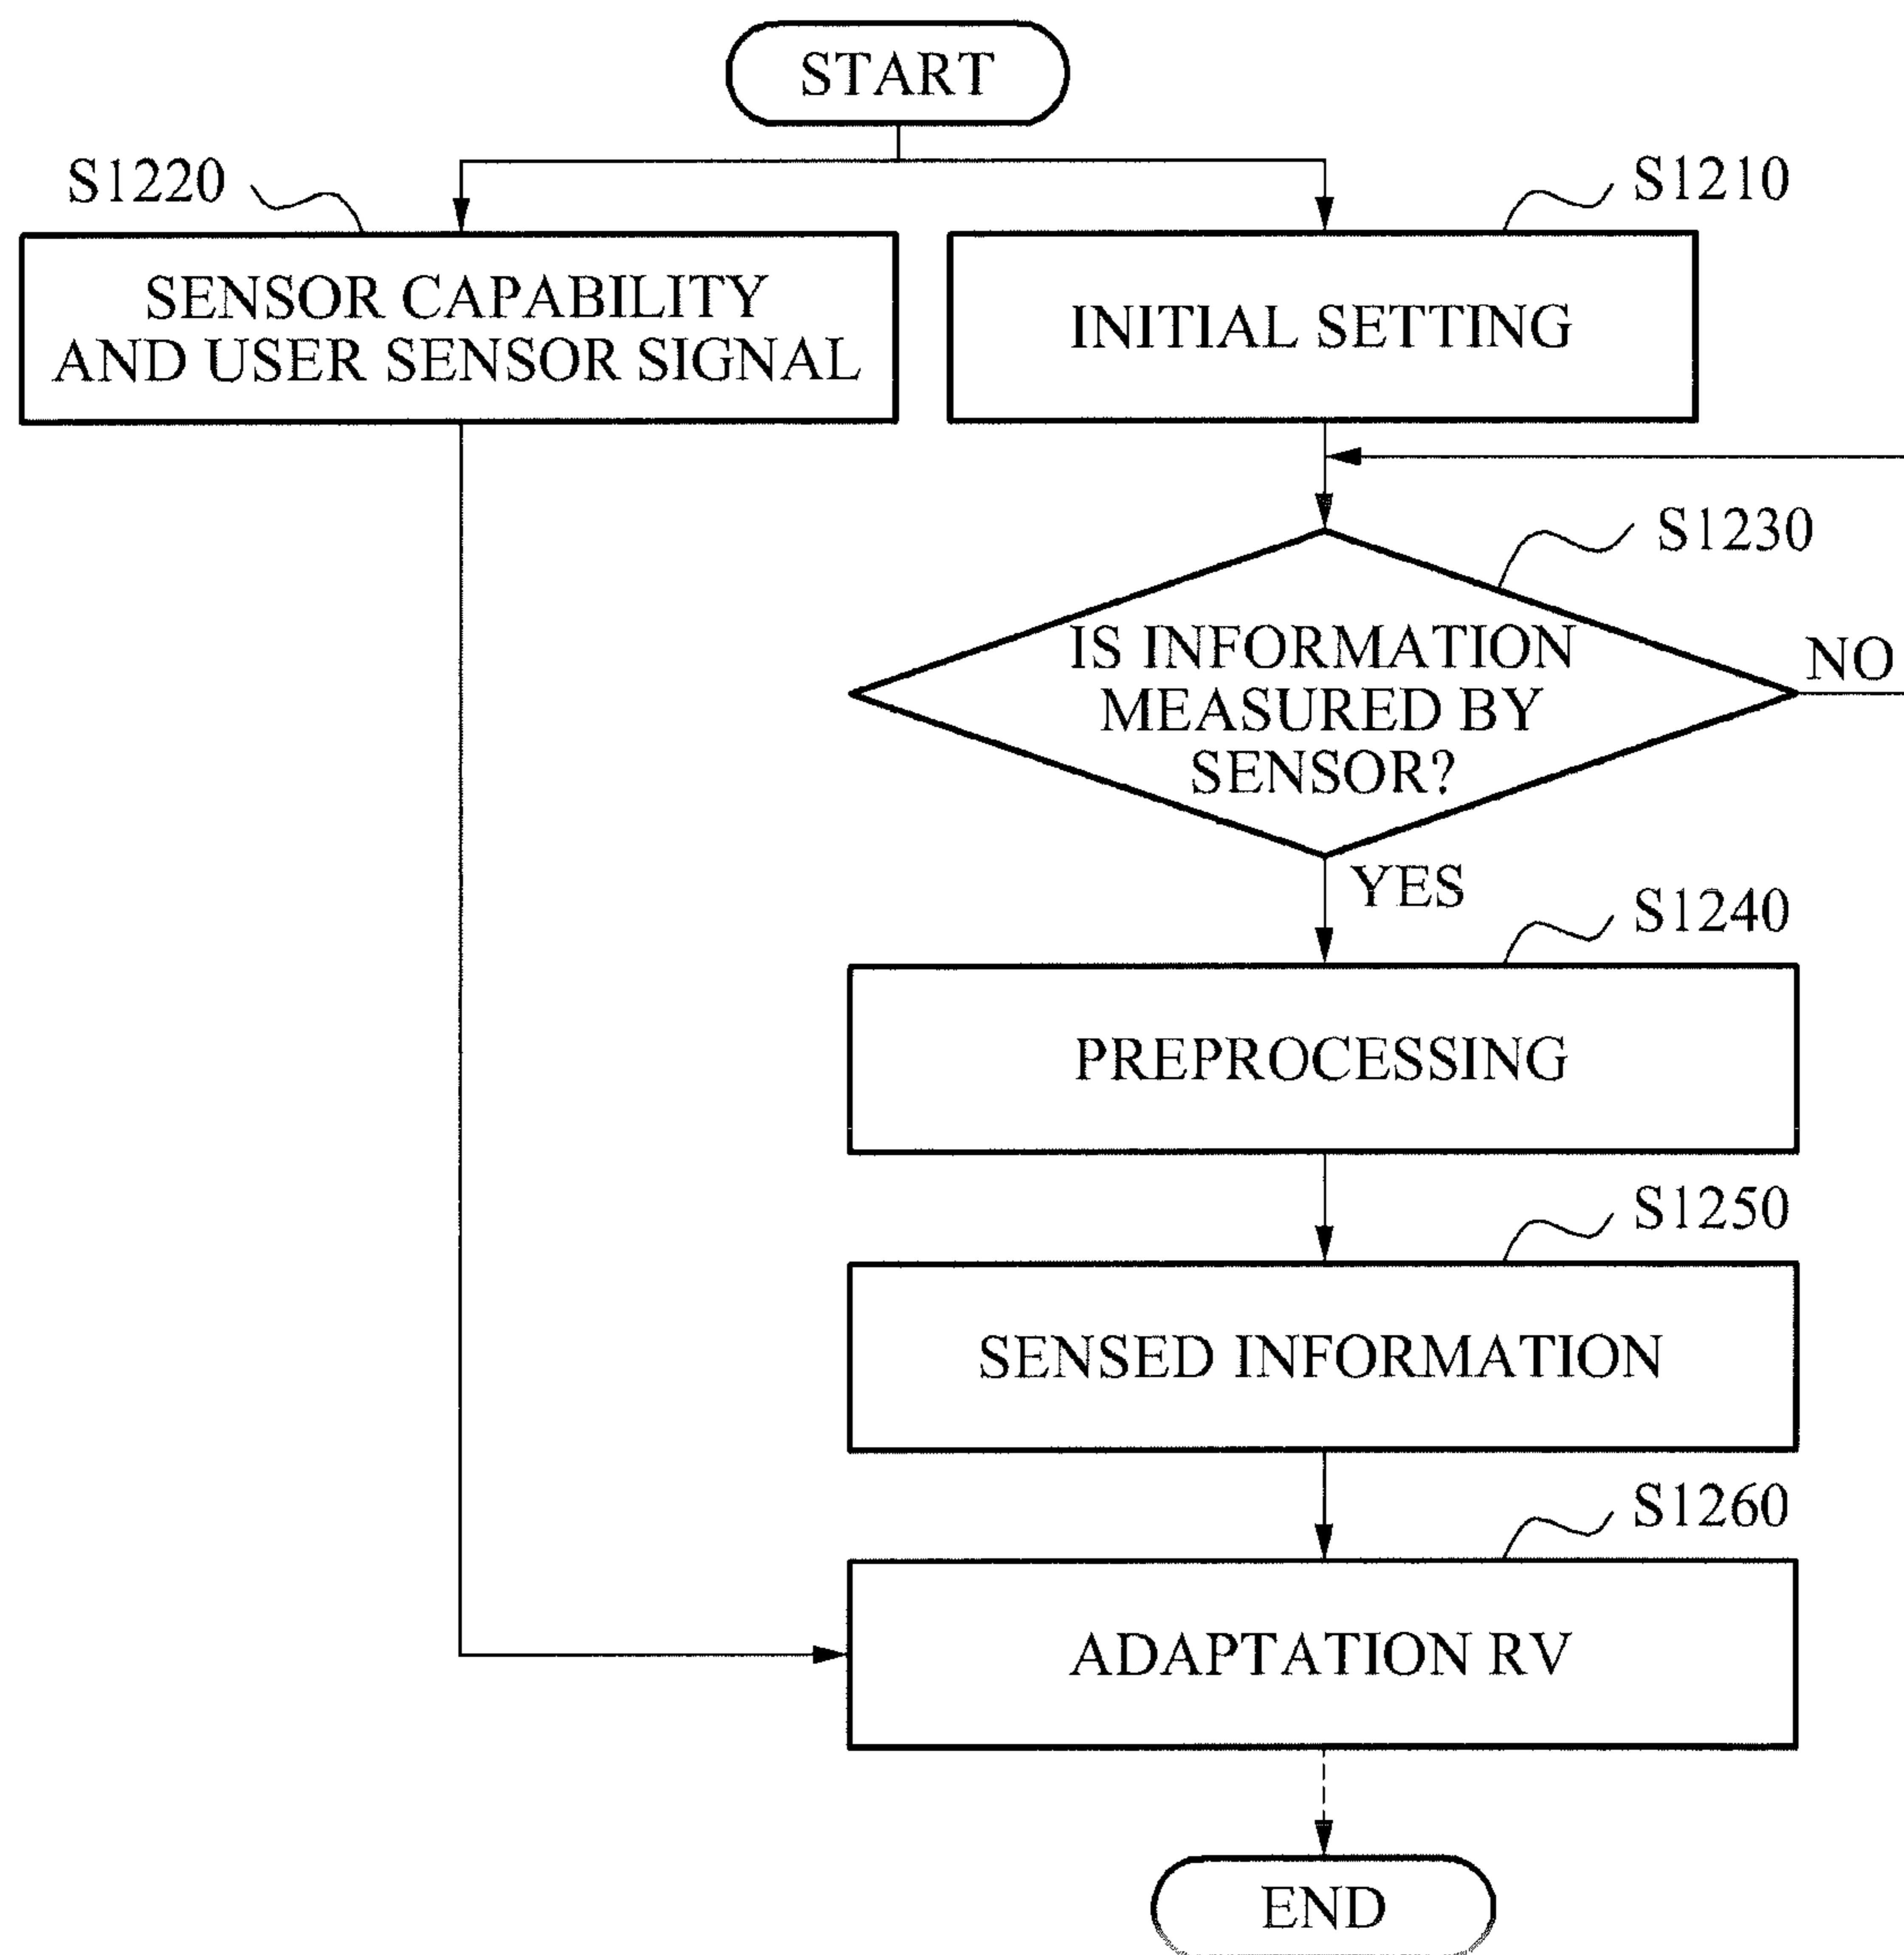 START
S1220
S1210
SENSOR CAPABILITY
AND USER SENSOR SIGNAL
INITIAL SETTING
S1230
IS INFORMATION
MEASURED BY
SENSOR?
NO
YES
S1240
PREPROCESSING
S1250
SENSED INFORMATION
S1260
ADAPTATION RV
END